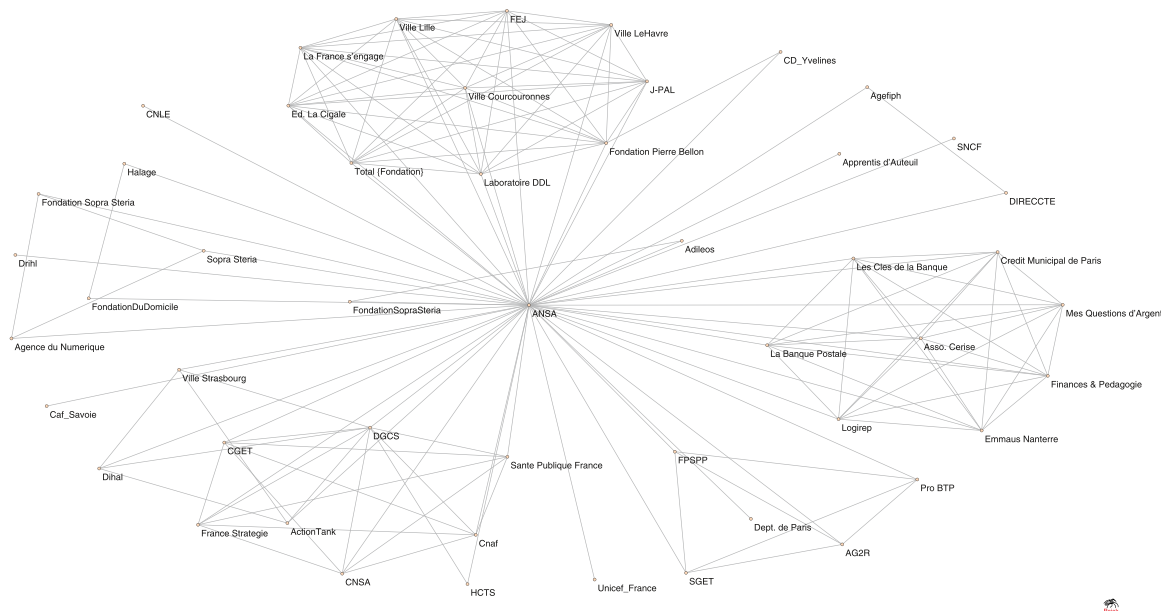 FEJ
Ville Lille
Ville LeHavre
La France s'engage
CD_Yvelines
J-PAL
Ville Courcouronnes
Agefiph
Ed. La Cigale
CNLE
SNCF
Fondation Pierre Bellon
Apprentis d'Auteuil
Halage
Total {Fondation}
Laboratoire DDL
Fondation Sopra Steria
DIRECCTE
Adileos
Sopra Steria
Credit Municipal de Paris
Drihl
Les Cles de la Banque
FondationDuDomicile
FondationSopraSteria
ANSA
Mes Questions d'Argent
Agence du Numerique
Asso. Cerise
La Banque Postale
Ville Strasbourg
Finances & Pedagogie
Caf_Savoie
Logirep
DGCS
Emmaus Nanterre
CGET
FPSPP
Sante Publique France
Dihal
Pro BTP
Dept. de Paris
ActionTank
France Strategie
Cnaf
AG2R
CNSA
SGET
Unicef_France
HCTS